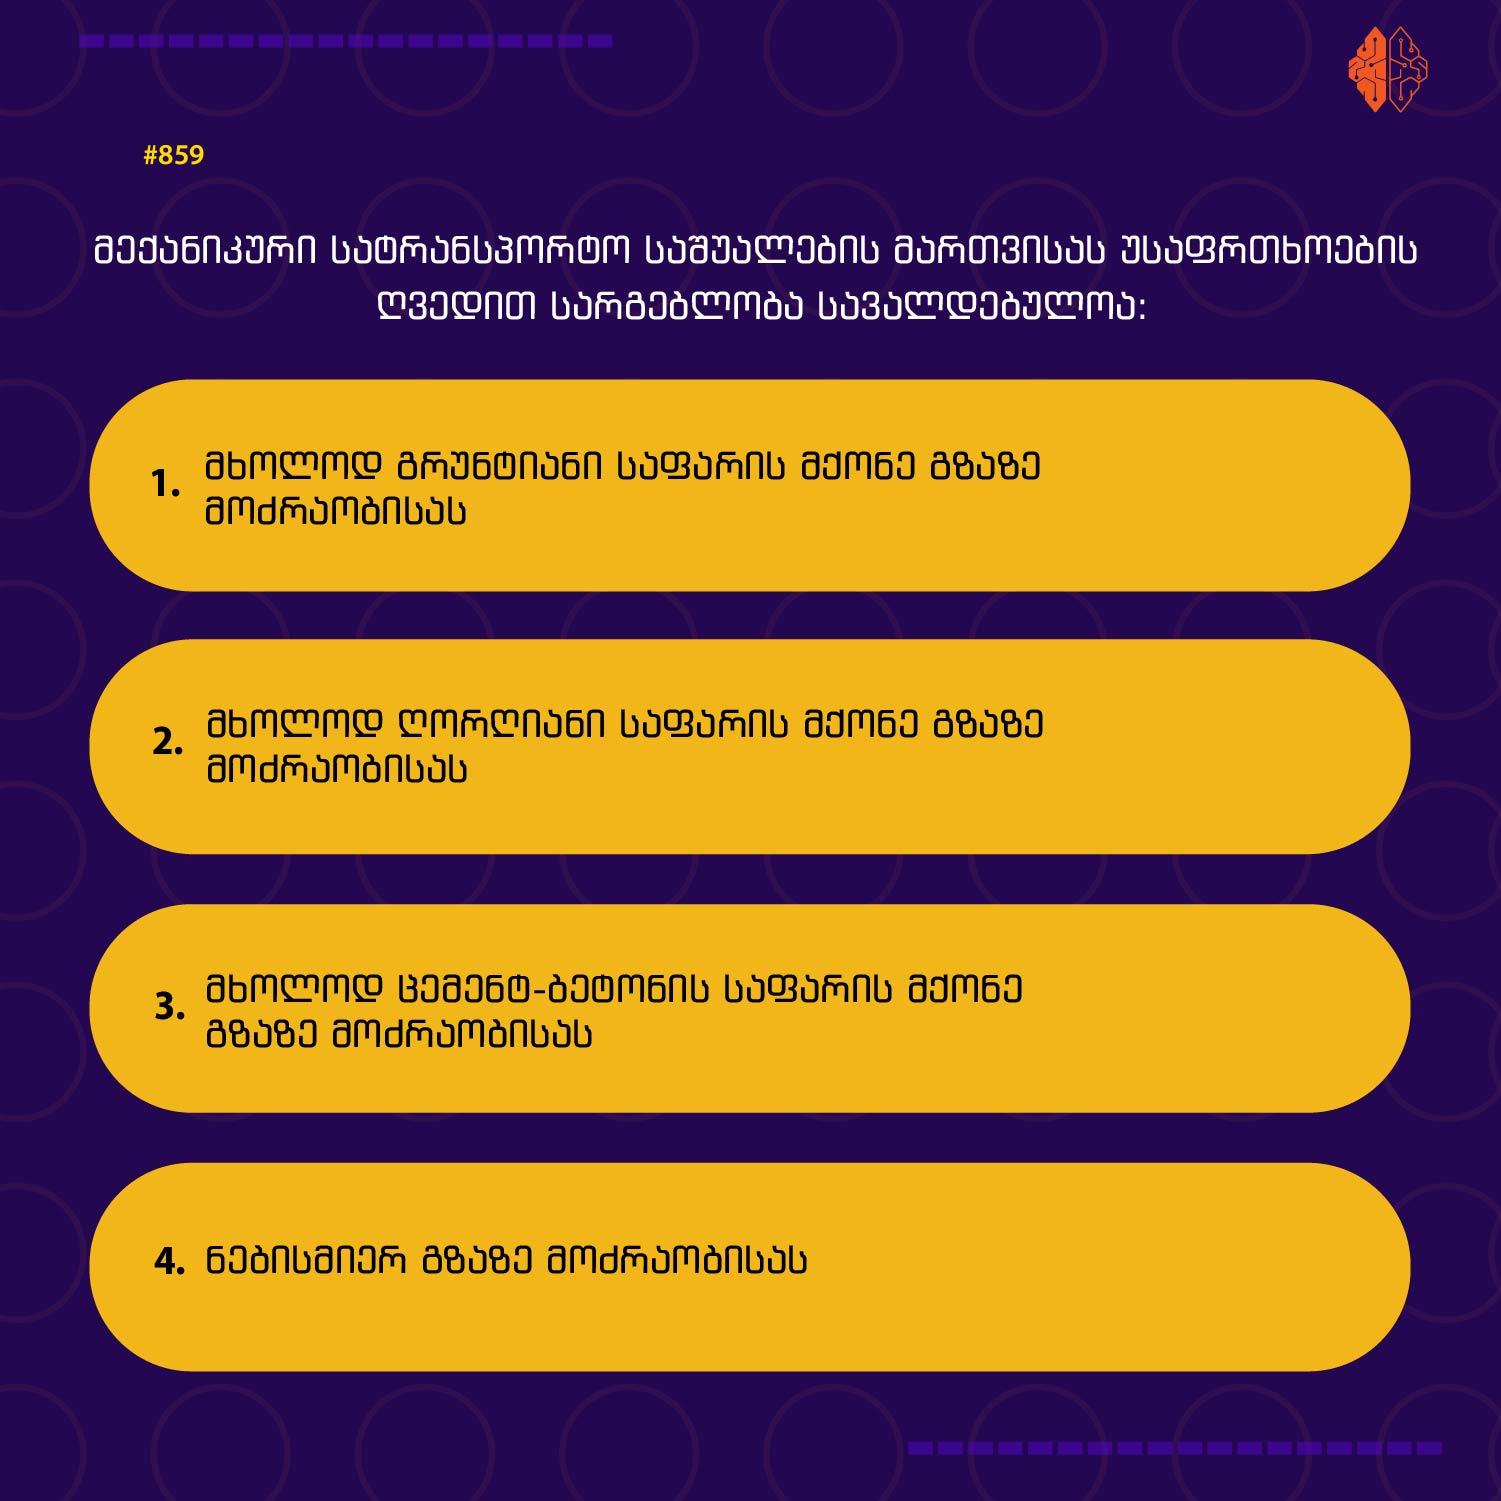 #859
მექანიკური სატრანსპორტო საშუალების მართვისას უსაფრთხოების
ღვედით სარგებლობა სავალდებულოა:
1. მხოლოდ გრუნტიანი საფარის მქონე გზაზე
მოძრაობისას
2. მხოლოდ ღორღიანი საფარის მქონე გზაზე
მოძრაობისას
3. მხოლოდ ცემენტ-ბეტონის საფარის მქონე
გზაზე მოძრაობისას
4. ნებისმიერ გზაზე მოძრაობისას